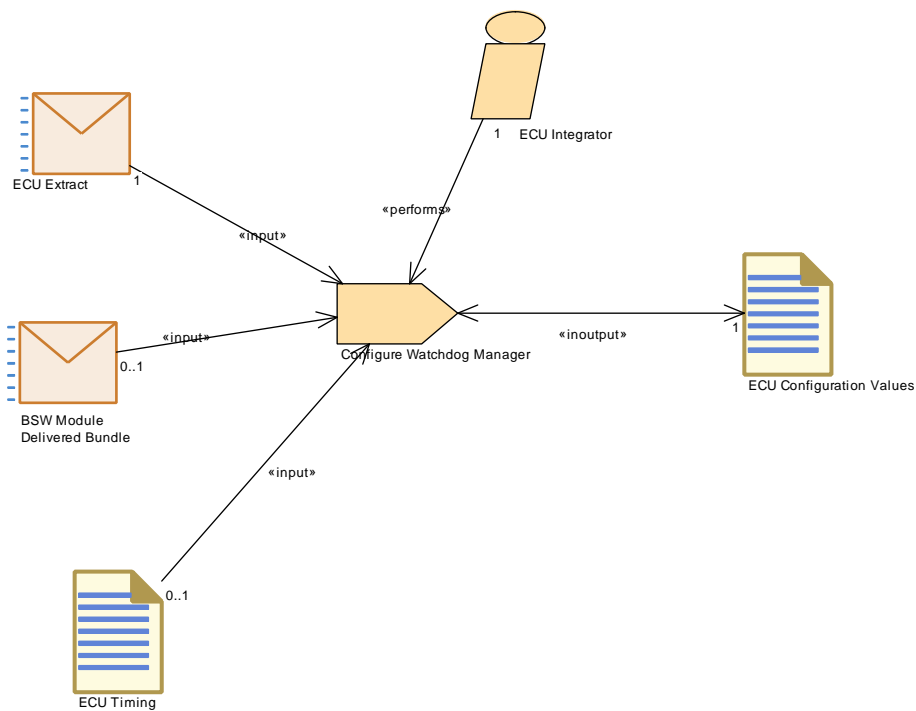 1
ECU Integrator
ECU Extract
1
«performs»
«input»
«input»
0..1
Configure Watchdog Manager
«inoutput»
1
ECU Configuration Values
BSW Module
Delivered Bundle
«input»
0..1
ECU Timing